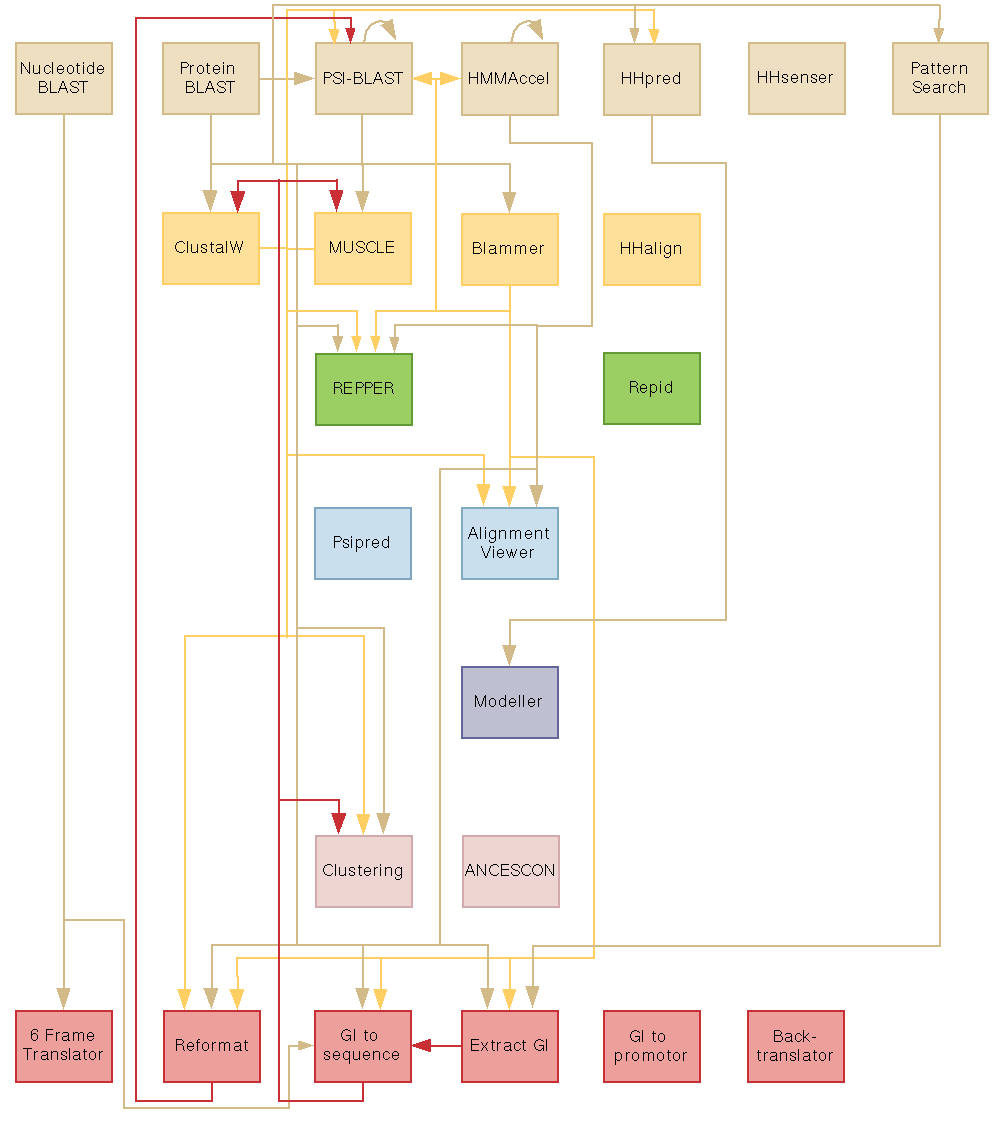 Nucleotide
BLAST
Protein
BLAST
PSI-BLAST
HMMAccel
HHpred
HHsenser
Pattern
Search
ClustalW
MUSCLE
Blammer
HHalign
REPPER
Repid
Psipred
Alignment
Viewer
Modeller
Clustering
ANCESCON
6 Frame
Translator
Reformat
GI to
sequence
Extract GI
GI to
promotor
Back-
translator